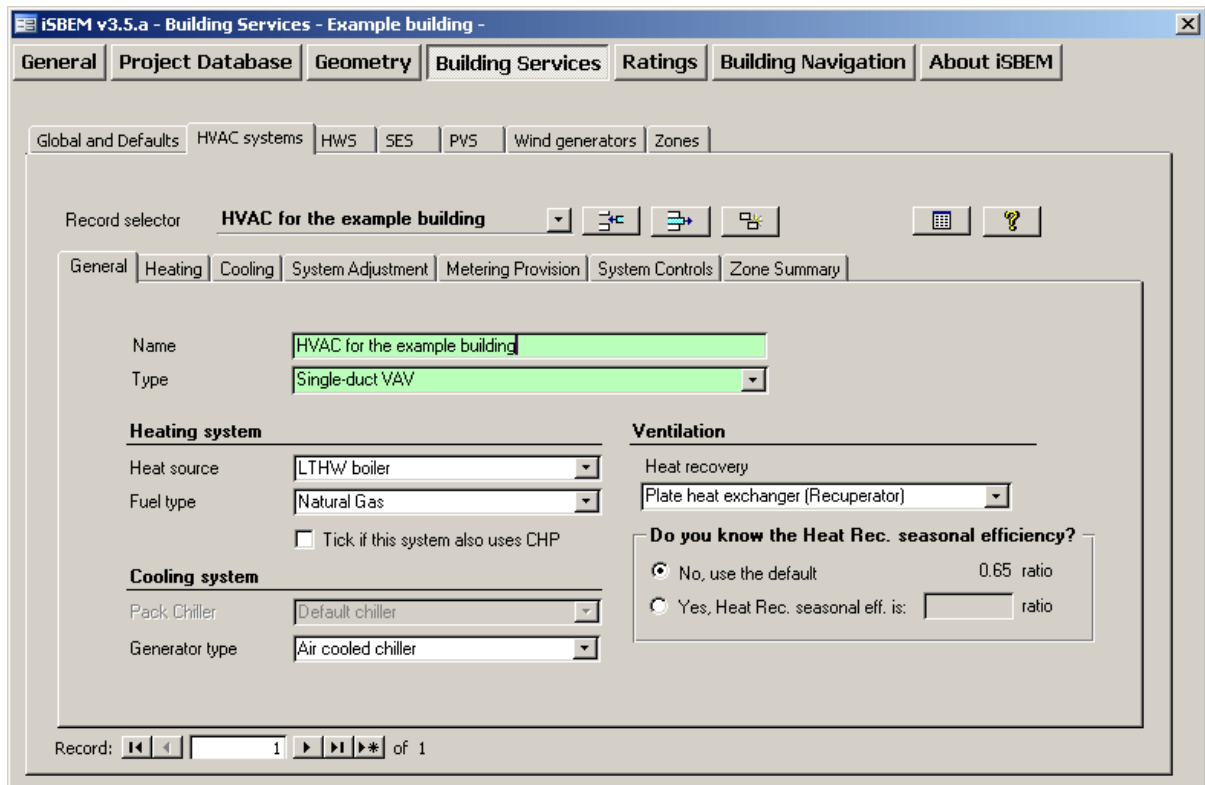 iSBEM v3.5.a - Building Services - Example building -
General Project Database Geometry Building Services Ratings Building Navigation About iSBEM
Global and Defaults HVAC systems HWS SES PVS Wind generators Zones
Record selector HVAC for the example building
General Heating Cooling System Adjustment Metering Provision System Controls Zone Summary
Name HVAC for the example building
Type Single-duct VAV
Heating system
Heat source LTHW boiler
Fuel type Natural Gas
Tick if this system also uses CHP
Cooling system
Pack Chiller Default chiller
Generator type Air cooled chiller
Ventilation
Heat recovery
Plate heat exchanger (Recuperator)
Do you know the Heat Rec. seasonal efficiency?
No, use the default 0.65 ratio
Yes, Heat Rec. seasonal eff. is: ratio
Record: 1 of 1